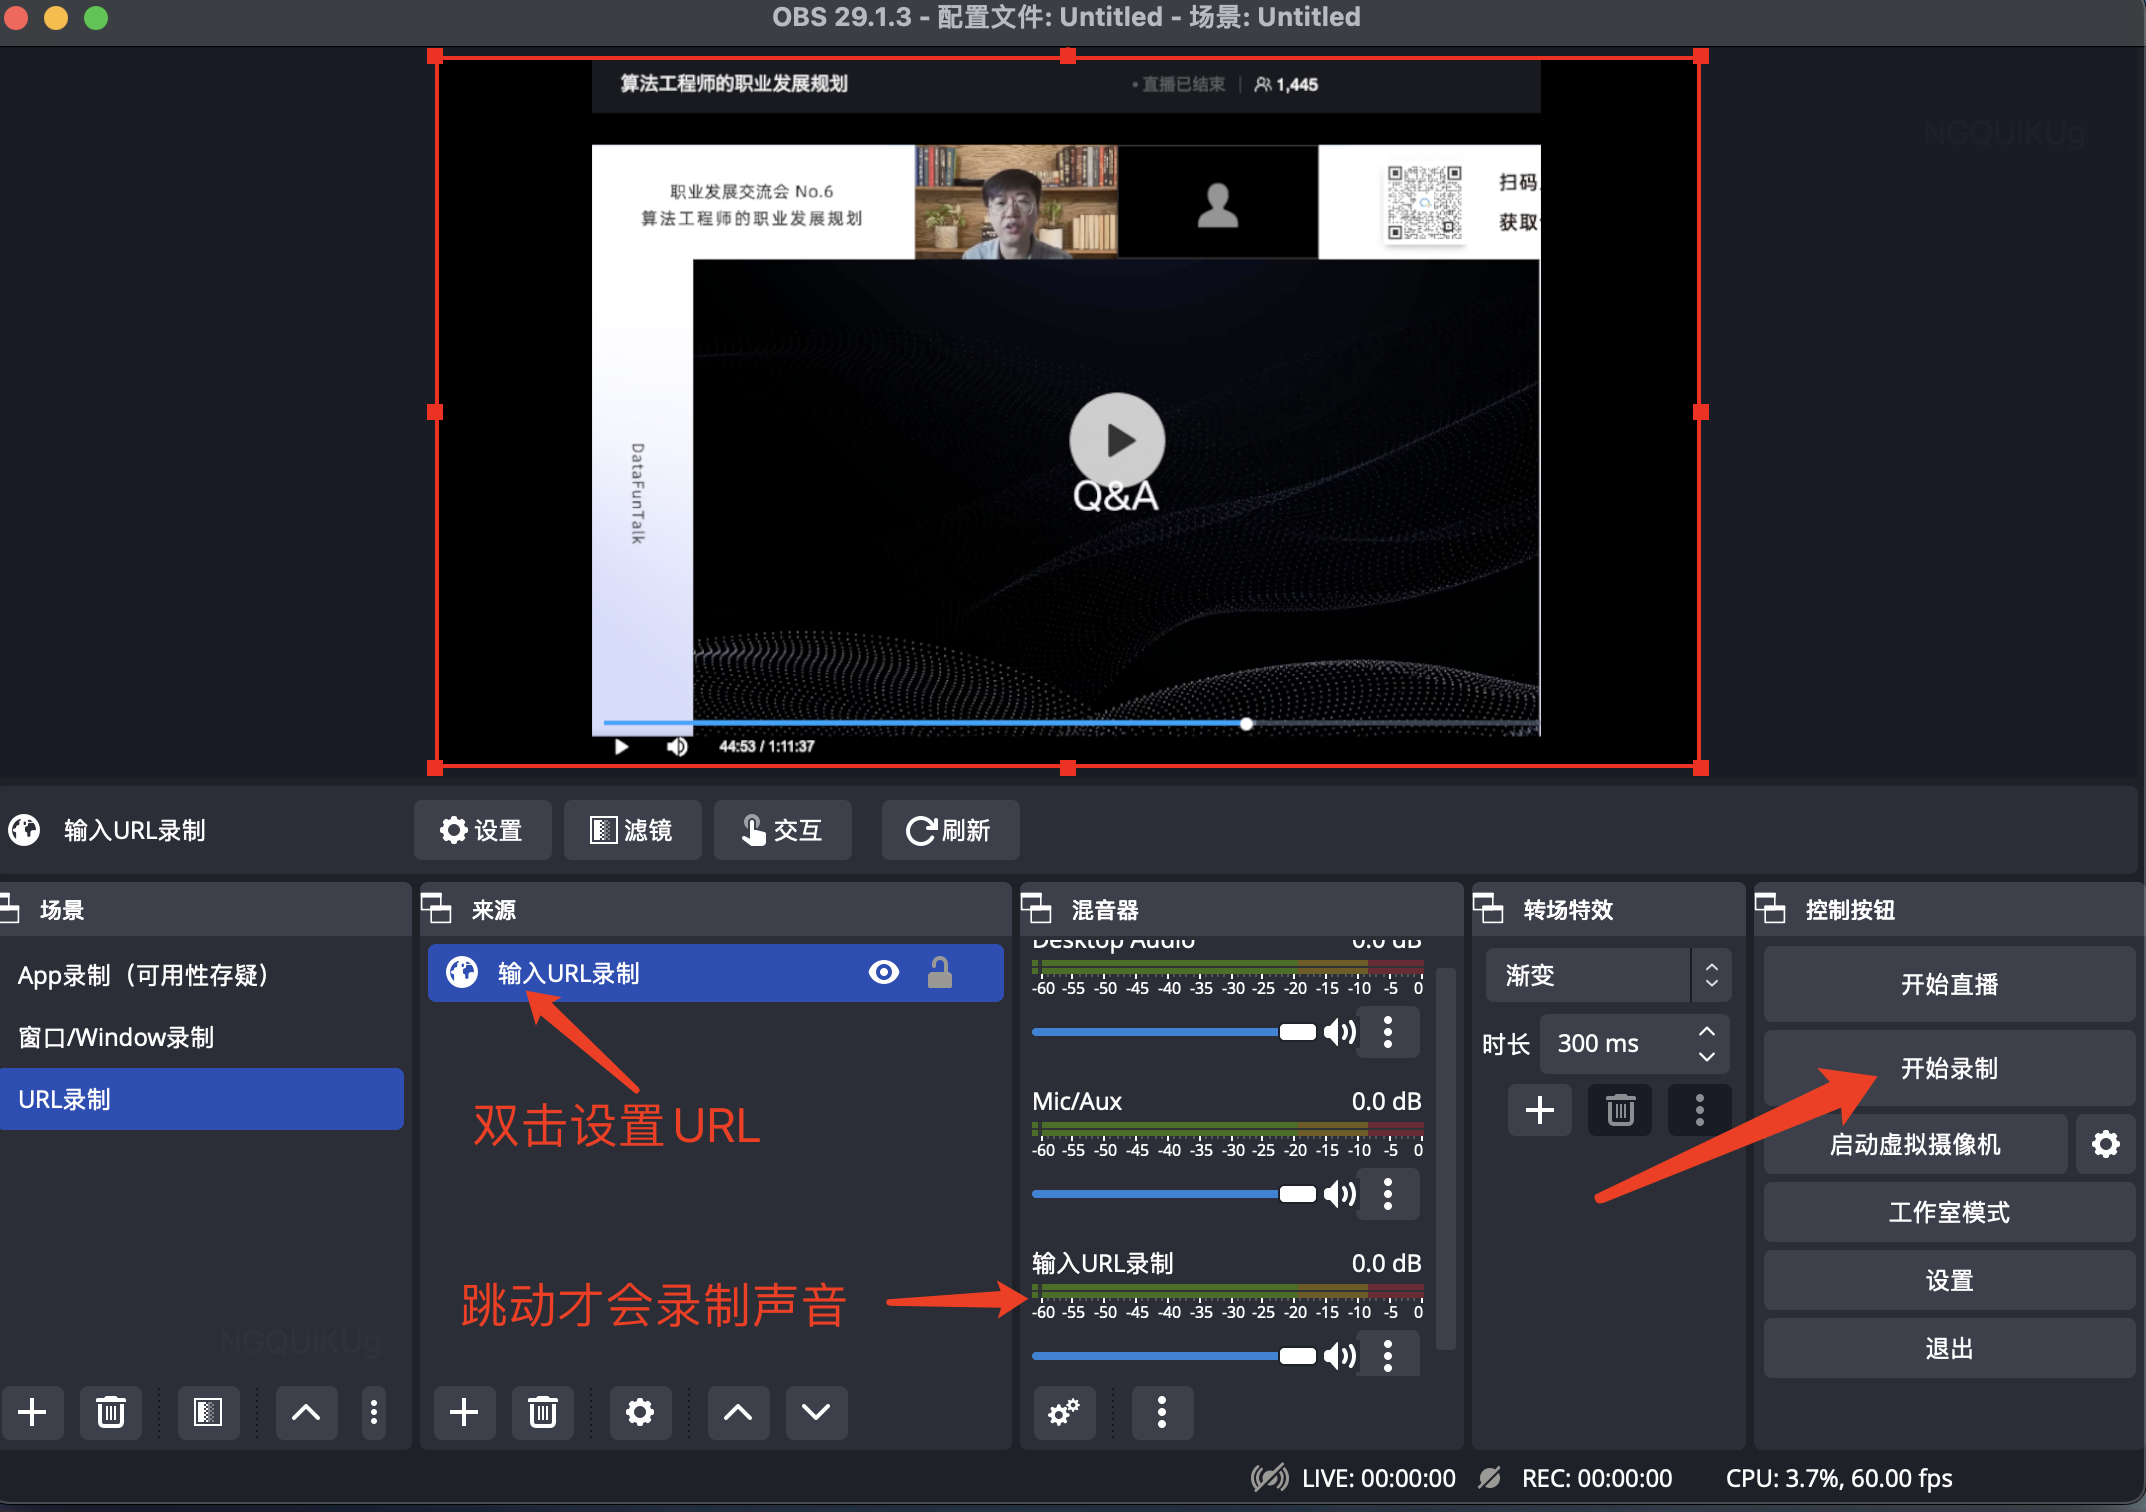 OBS 29.1.3 - 配置文件: Untitled - 场景: Untitled
算法工程师的职业发展规划
• 直播已结束 | 1,445
NGQUIKUg
职业发展交流会 No.6
算法工程师的职业发展规划
扫码
获取
DataFunTalk
Q&A
44:53 / 1:11:37
输入URL录制
设置
滤镜
交互
刷新
场景
App录制（可用性存疑）
窗口/Window录制
URL录制
NGQUIKUg
来源
输入URL录制
双击设置URL
跳动才会录制声音
混音器
Desktop Audio 0.0 dB
-60 -55 -50 -45 -40 -35 -30 -25 -20 -15 -10 -5 0
Mic/Aux 0.0 dB
-60 -55 -50 -45 -40 -35 -30 -25 -20 -15 -10 -5 0
输入URL录制 0.0 dB
-60 -55 -50 -45 -40 -35 -30 -25 -20 -15 -10 -5 0
转场特效
渐变
时长 300 ms
控制按钮
开始直播
开始录制
启动虚拟摄像机
工作室模式
设置
退出
LIVE: 00:00:00 REC: 00:00:00 CPU: 3.7%, 60.00 fps